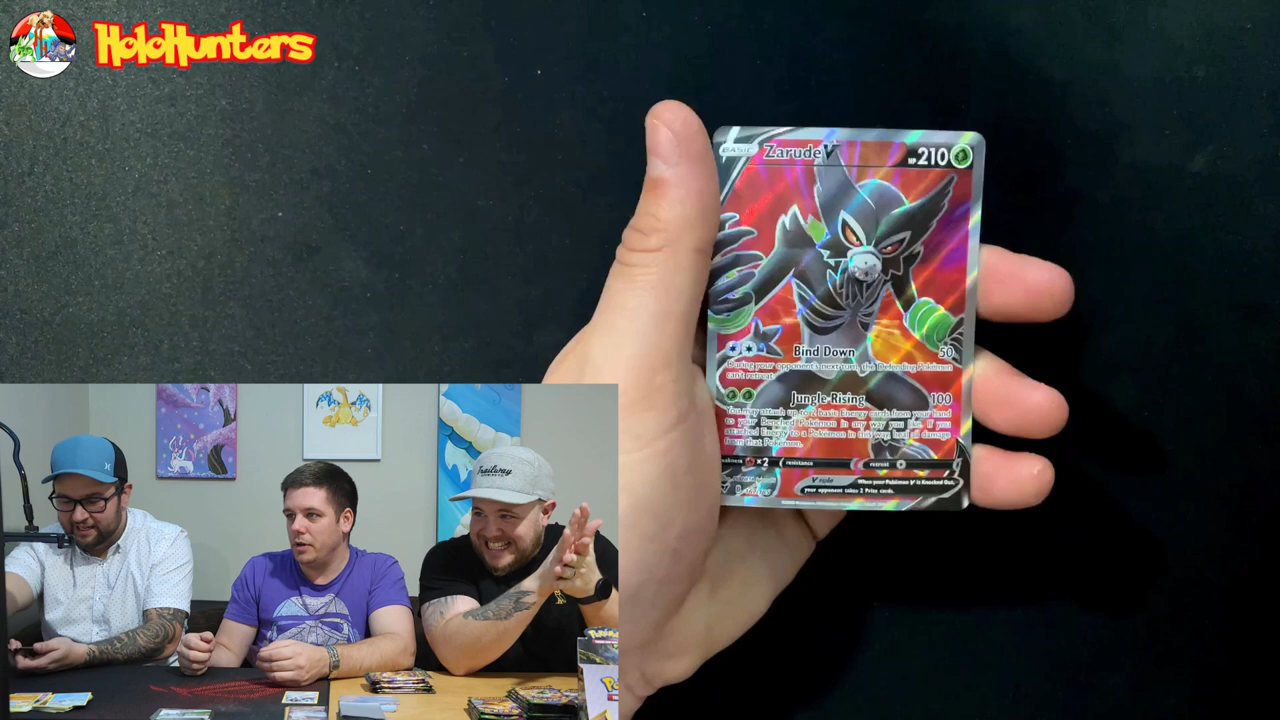 HoloHunters
BASIC Zarude V HP 210
Bind Down 50
During your opponent's next turn, the Defending Pokémon
can't retreat.
Jungle Rising 100
You may attach up to 2 basic Energy cards from your hand
to your Benched Pokémon in any way you like. If you
attached Energy to a Pokémon in this way, heal all damage
from that Pokémon.
weakness ×2 resistance retreat
V rule When your Pokémon V is Knocked Out,
your opponent takes 2 Prize cards.
Trailway